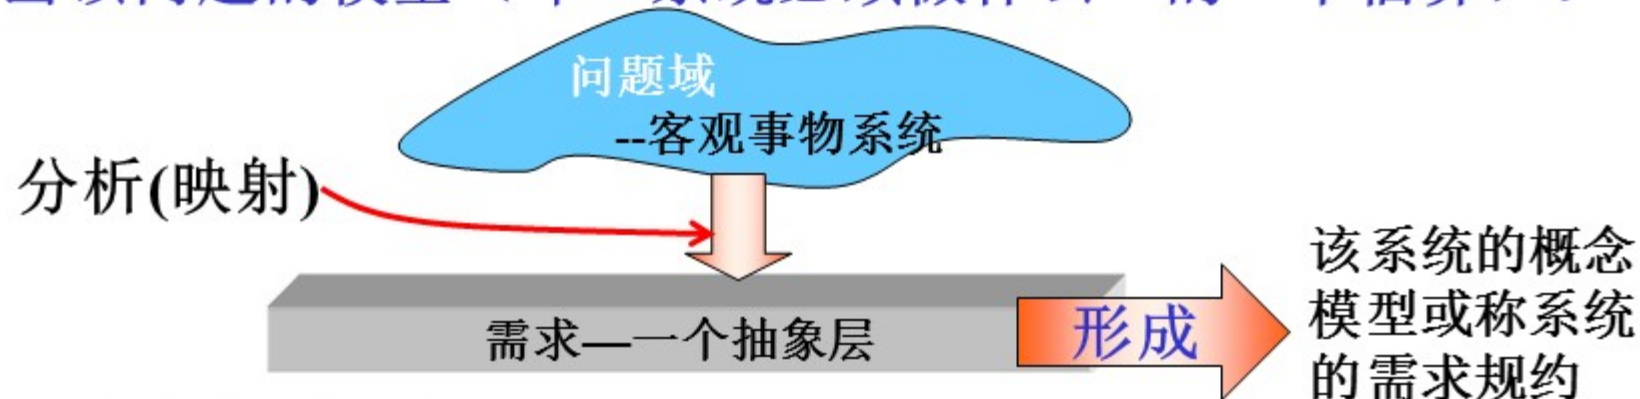 问题域
--客观事物系统
分析(映射)
需求—一个抽象层
形成
该系统的概念
模型或称系统
的需求规约